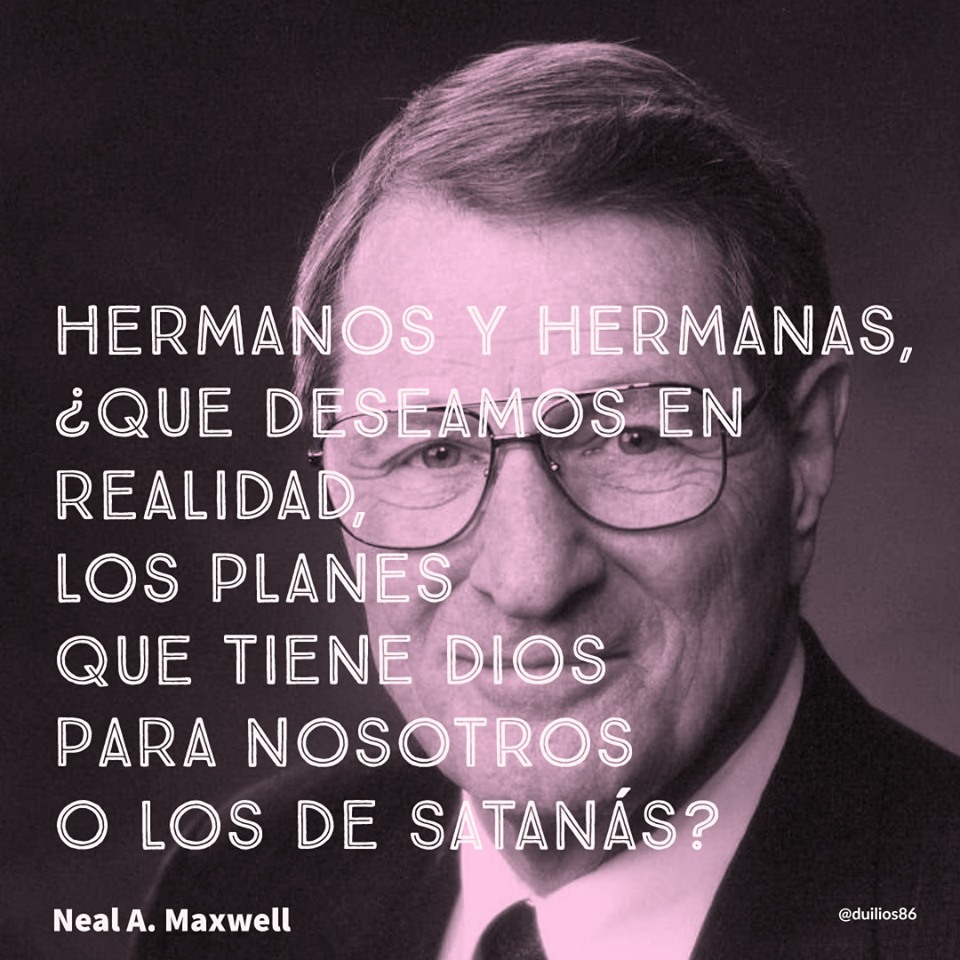 HERMANOS Y HERMANAS,
¿QUE DESEAMOS EN
REALIDAD,
LOS PLANES
QUE TIENE DIOS
PARA NOSOTROS
O LOS DE SATANÁS?
Neal A. Maxwell
@duilios86